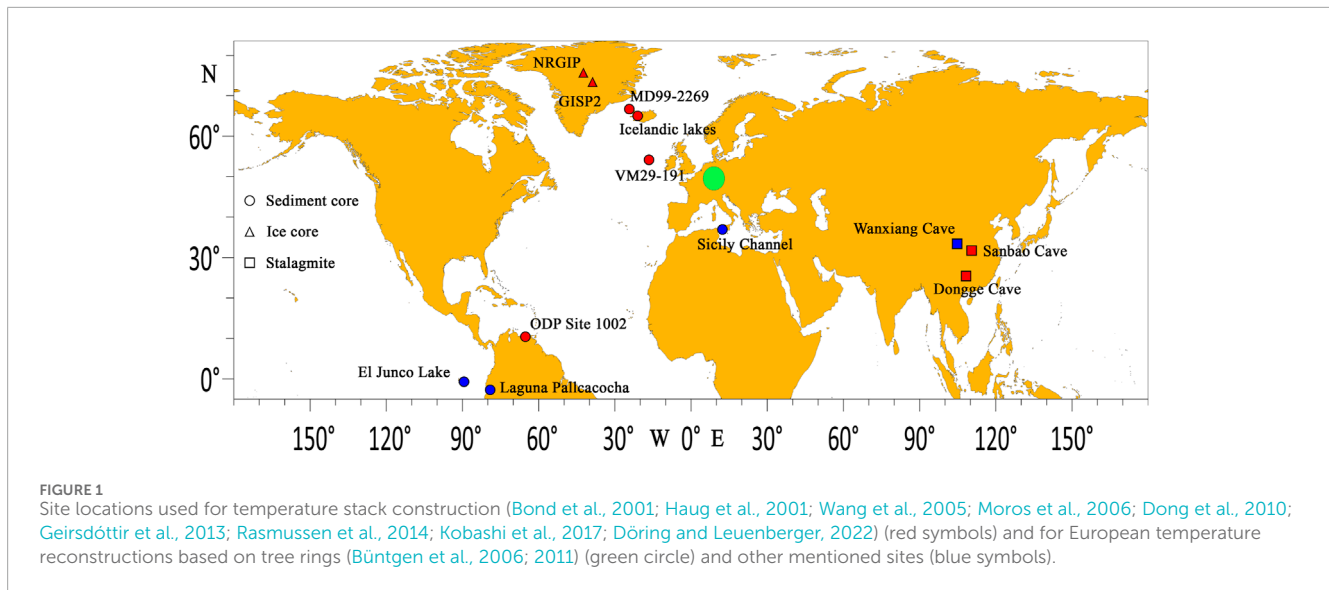 N
NRGIP
GISP2
MD99-2269
Icelandic lakes
60°
VM29-191
Sediment core
Ice core
Stalagmite
Wanxiang Cave
Sicily Channel
Sanbao Cave
30°
Dongge Cave
ODP Site 1002
El Junco Lake
0°
Laguna Pallcacocha
150° 120° 90° 60° 30° W 0° E 30° 60° 90° 120° 150°
FIGURE 1
Site locations used for temperature stack construction (Bond et al., 2001; Haug et al., 2001; Wang et al., 2005; Moros et al., 2006; Dong et al., 2010;
Geirsdóttir et al., 2013; Rasmussen et al., 2014; Kobashi et al., 2017; Döring and Leuenberger, 2022) (red symbols) and for European temperature
reconstructions based on tree rings (Büntgen et al., 2006; 2011) (green circle) and other mentioned sites (blue symbols).